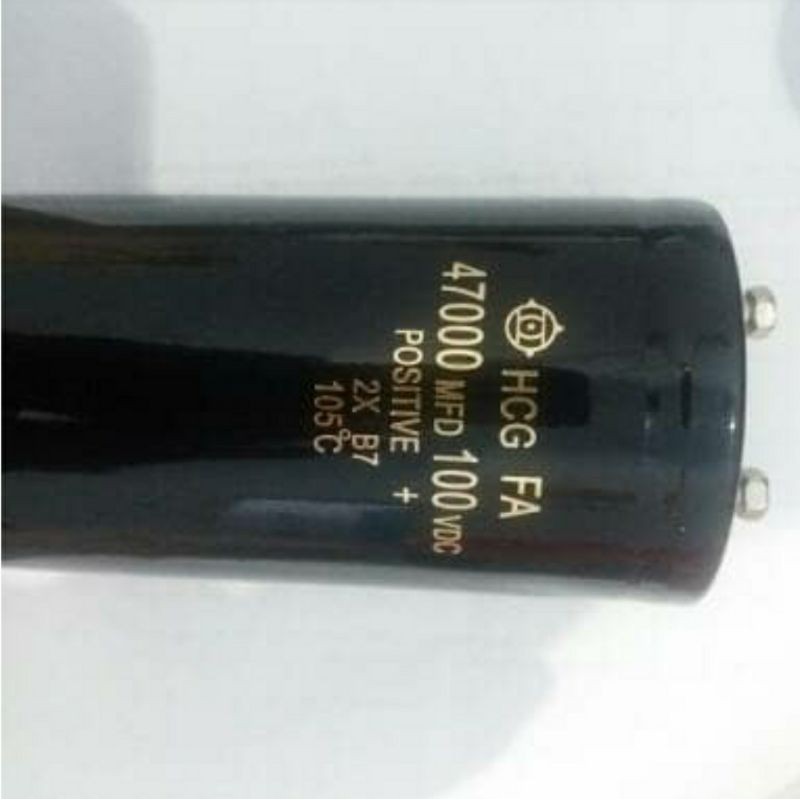 HCG FA
47000 MFD 100 VDC
POSITIVE +
2X B7
105°C